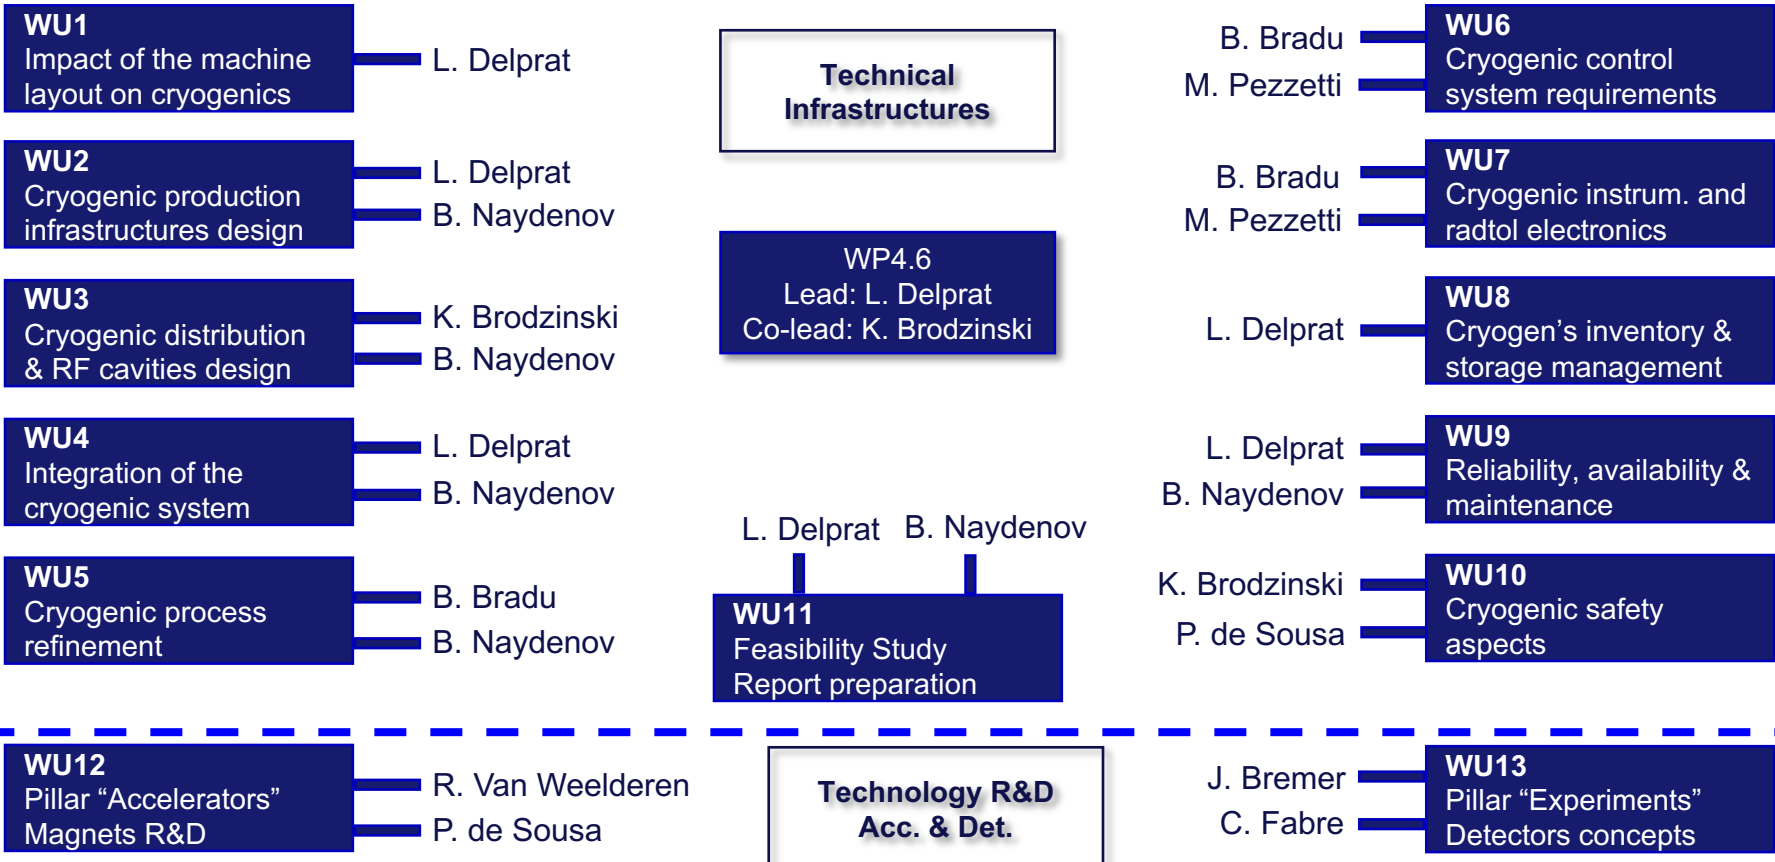 WU1
Impact of the machine
layout on cryogenics
L. Delprat
WU2
Cryogenic production
infrastructures design
L. Delprat
B. Naydenov
WU3
Cryogenic distribution
& RF cavities design
K. Brodzinski
B. Naydenov
WU4
Integration of the
cryogenic system
L. Delprat
B. Naydenov
WU5
Cryogenic process
refinement
B. Bradu
B. Naydenov
Technical
Infrastructures
WP4.6
Lead: L. Delprat
Co-lead: K. Brodzinski
L. Delprat
B. Naydenov
WU11
Feasibility Study
Report preparation
B. Bradu
M. Pezzetti
WU6
Cryogenic control
system requirements
B. Bradu
M. Pezzetti
WU7
Cryogenic instrum. and
radtol electronics
L. Delprat
WU8
Cryogen’s inventory &
storage management
L. Delprat
B. Naydenov
WU9
Reliability, availability &
maintenance
K. Brodzinski
P. de Sousa
WU10
Cryogenic safety
aspects
WU12
Pillar “Accelerators”
Magnets R&D
R. Van Weelderen
P. de Sousa
Technology R&D
Acc. & Det.
J. Bremer
C. Fabre
WU13
Pillar “Experiments”
Detectors concepts